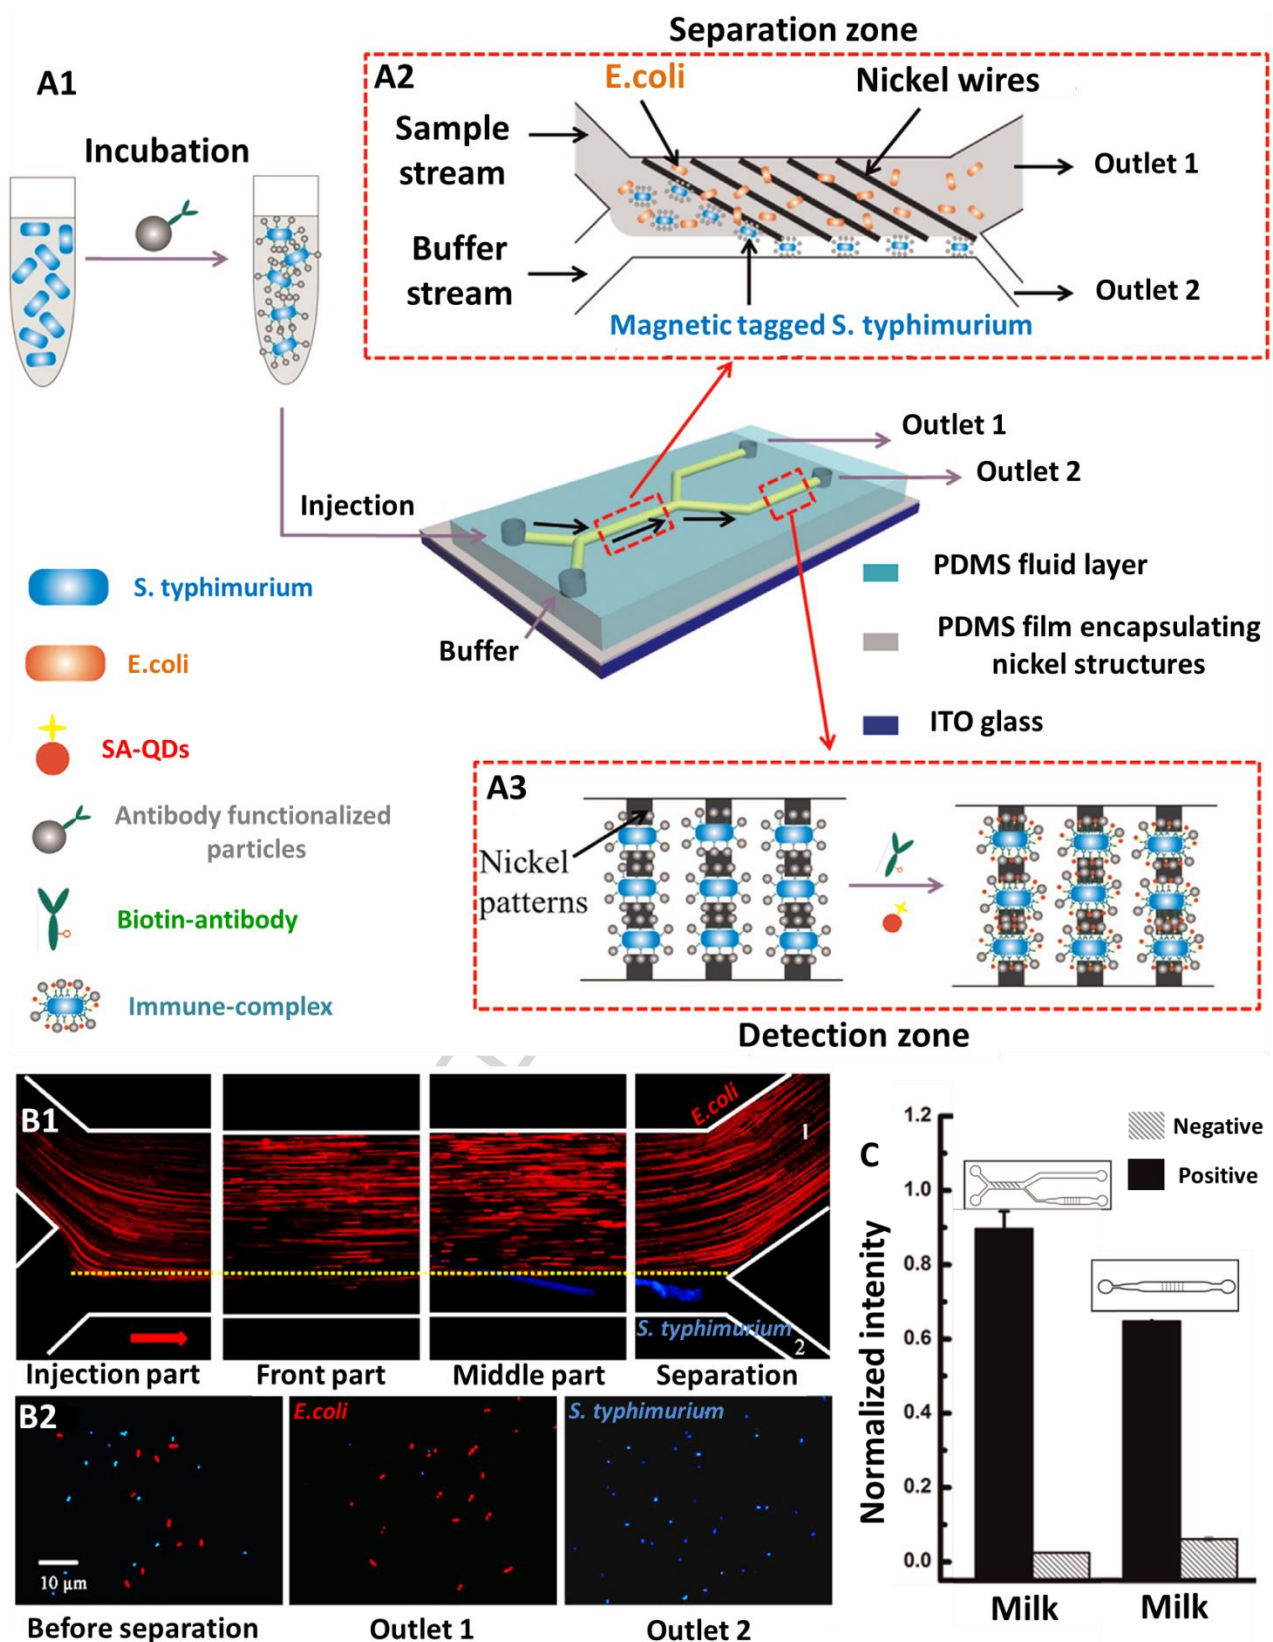 Separation zone
A1
A2
E.coli
Nickel wires
Sample
stream
Incubation
Outlet 1
Buffer
stream
Outlet 2
Magnetic tagged S. typhimurium
Outlet 1
Outlet 2
Injection
Buffer
S. typhimurium
E.coli
SA-QDs
Antibody functionalized
particles
Biotin-antibody
Immune-complex
PDMS fluid layer
PDMS film encapsulating
nickel structures
ITO glass
A3
Nickel
patterns
Detection zone
B1
E.coli
1
S. typhimurium
2
Injection part
Front part
Middle part
Separation
B2
E.coli
S. typhimurium
10 μm
Before separation
Outlet 1
Outlet 2
C
Negative
Positive
Normalized intensity
1.2
1.0
0.8
0.6
0.4
0.2
0.0
Milk
Milk